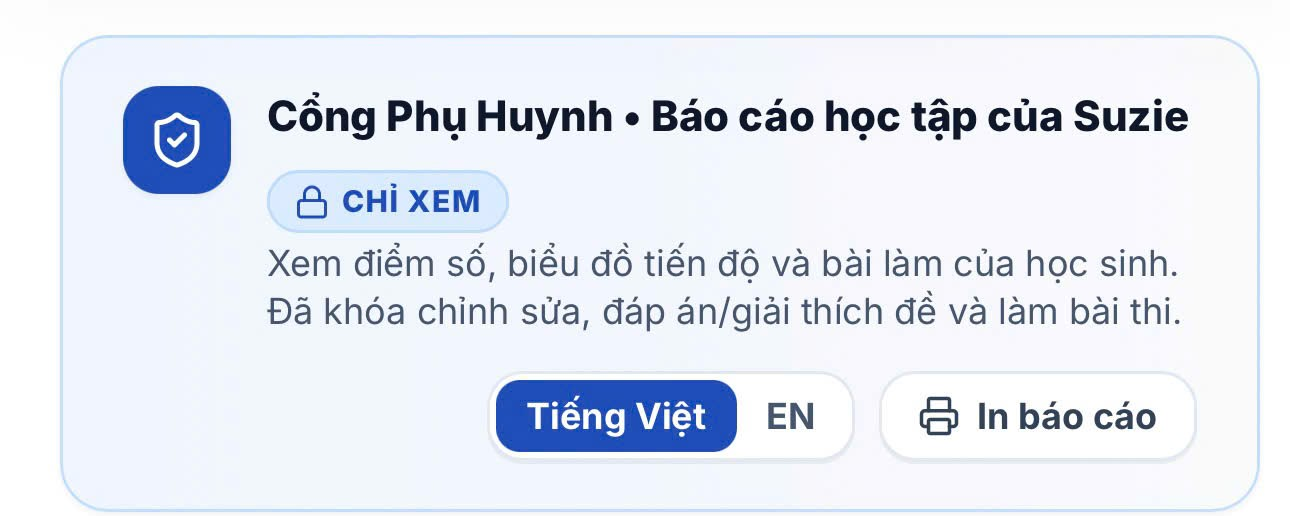 Cổng Phụ Huynh • Báo cáo học tập của Suzie
CHỈ XEM
Xem điểm số, biểu đồ tiến độ và bài làm của học sinh.
Đã khóa chỉnh sửa, đáp án/giải thích đề và làm bài thi.
Tiếng Việt EN In báo cáo